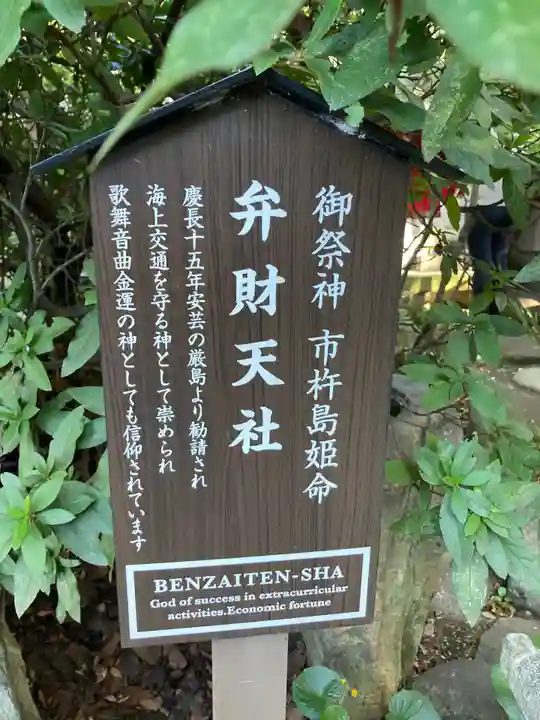 御祭神 市杵島姫命
弁財天社
慶長十五年安芸の厳島より勧請され
海上交通を守る神として崇められ
歌舞音曲金運の神としても信仰されています
BENZAITEN-SHA
God of success in extracurricular
activities.Economic fortune